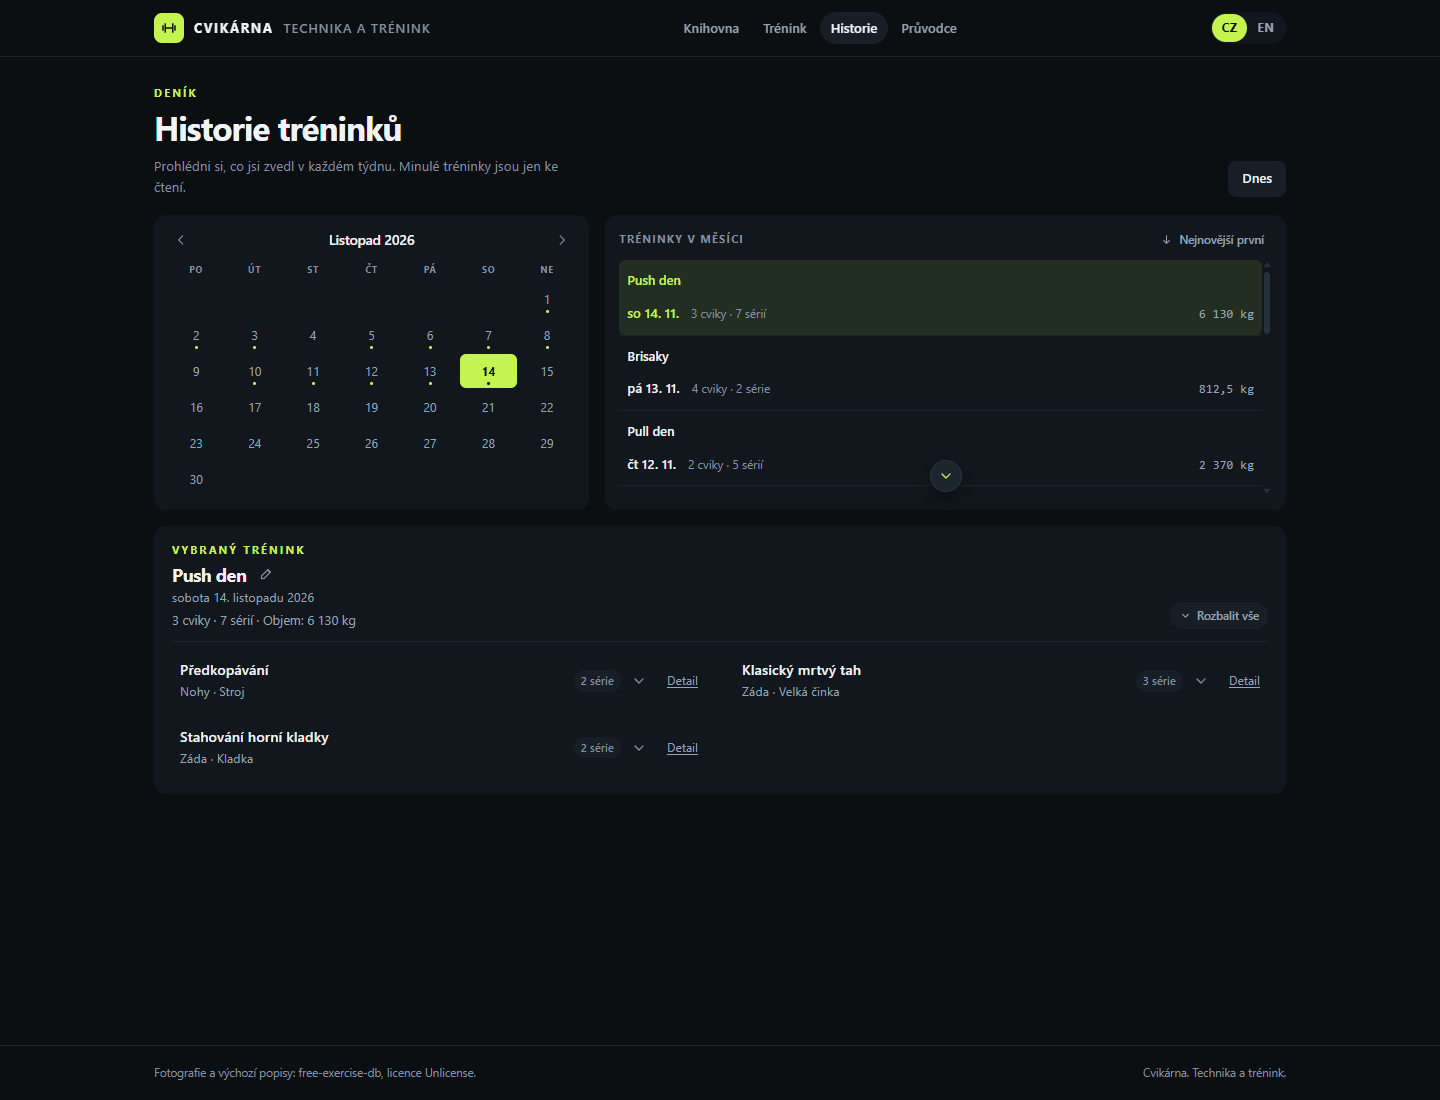 CVIKÁRNA TECHNIKA A TRÉNINK
Knihovna Trénink Historie Průvodce
CZ EN
DENÍK
Historie tréninků
Prohlédni si, co jsi zvedl v každém týdnu. Minulé tréninky jsou jen ke
čtení.
Dnes
Listopad 2026
PO ÚT ST ČT PÁ SO NE
1
2 3 4 5 6 7 8
9 10 11 12 13 14 15
16 17 18 19 20 21 22
23 24 25 26 27 28 29
30
TRÉNINKY V MĚSÍCI
Nejnovější první
Push den
so 14. 11. 3 cviky · 7 sérií 6 130 kg
Brisaky
pá 13. 11. 4 cviky · 2 série 812,5 kg
Pull den
čt 12. 11. 2 cviky · 5 sérií 2 370 kg
VYBRANÝ TRÉNINK
Push den
sobota 14. listopadu 2026
3 cviky · 7 sérií · Objem: 6 130 kg
Rozbalit vše
Předkopávání
Nohy · Stroj
2 série Detail
Klasický mrtvý tah
Záda · Velká činka
3 série Detail
Stahování horní kladky
Záda · Kladka
2 série Detail
Fotografie a výchozí popisy: free-exercise-db, licence Unlicense.
Cvikárna. Technika a trénink.